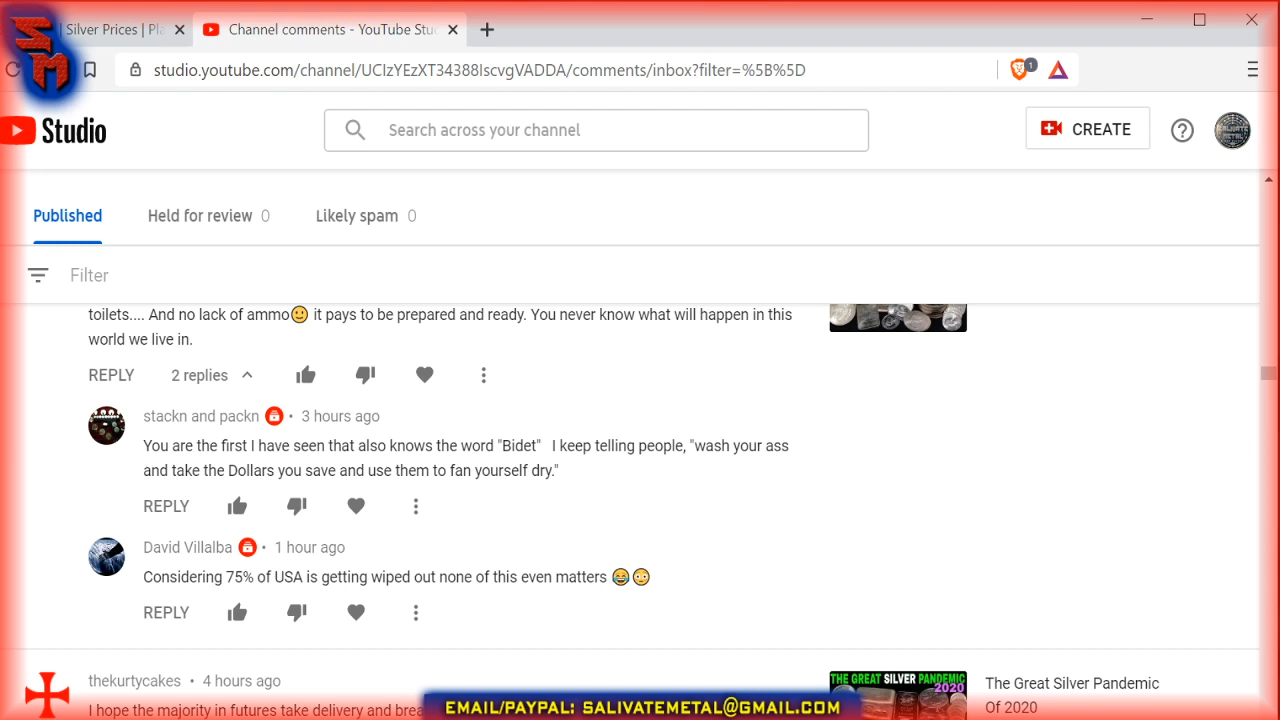 SM
Silver Prices | Pla
Channel comments - YouTube Stu
studio.youtube.com/channel/UCIzYEzXT34388IscvgVADDA/comments/inbox?filter=%5B%5D
1
Studio
Search across your channel
CREATE
SALIVATE METAL
Published
Held for review 0
Likely spam 0
Filter
toilets.... And no lack of ammo🙂 it pays to be prepared and ready. You never know what will happen in this
world we live in.
REPLY 2 replies
stackn and packn • 3 hours ago
You are the first I have seen that also knows the word "Bidet" I keep telling people, "wash your ass
and take the Dollars you save and use them to fan yourself dry."
REPLY
David Villalba • 1 hour ago
Considering 75% of USA is getting wiped out none of this even matters 😂😳
REPLY
thekurtycakes • 4 hours ago
I hope the majority in futures take delivery and
THE GREAT SILVER PANDEMIC
2020
The Great Silver Pandemic
Of 2020
EMAIL/PAYPAL: SALIVATEMETAL@GMAIL.COM